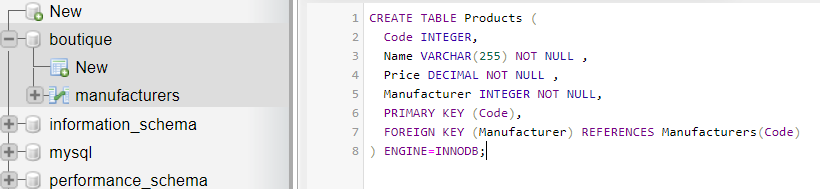 New
boutique
New
manufacturers
information_schema
mysql
performance_schema
1 CREATE TABLE Products (
2 Code INTEGER,
3 Name VARCHAR(255) NOT NULL ,
4 Price DECIMAL NOT NULL ,
5 Manufacturer INTEGER NOT NULL,
6 PRIMARY KEY (Code),
7 FOREIGN KEY (Manufacturer) REFERENCES Manufacturers(Code)
8 ) ENGINE=INNODB;